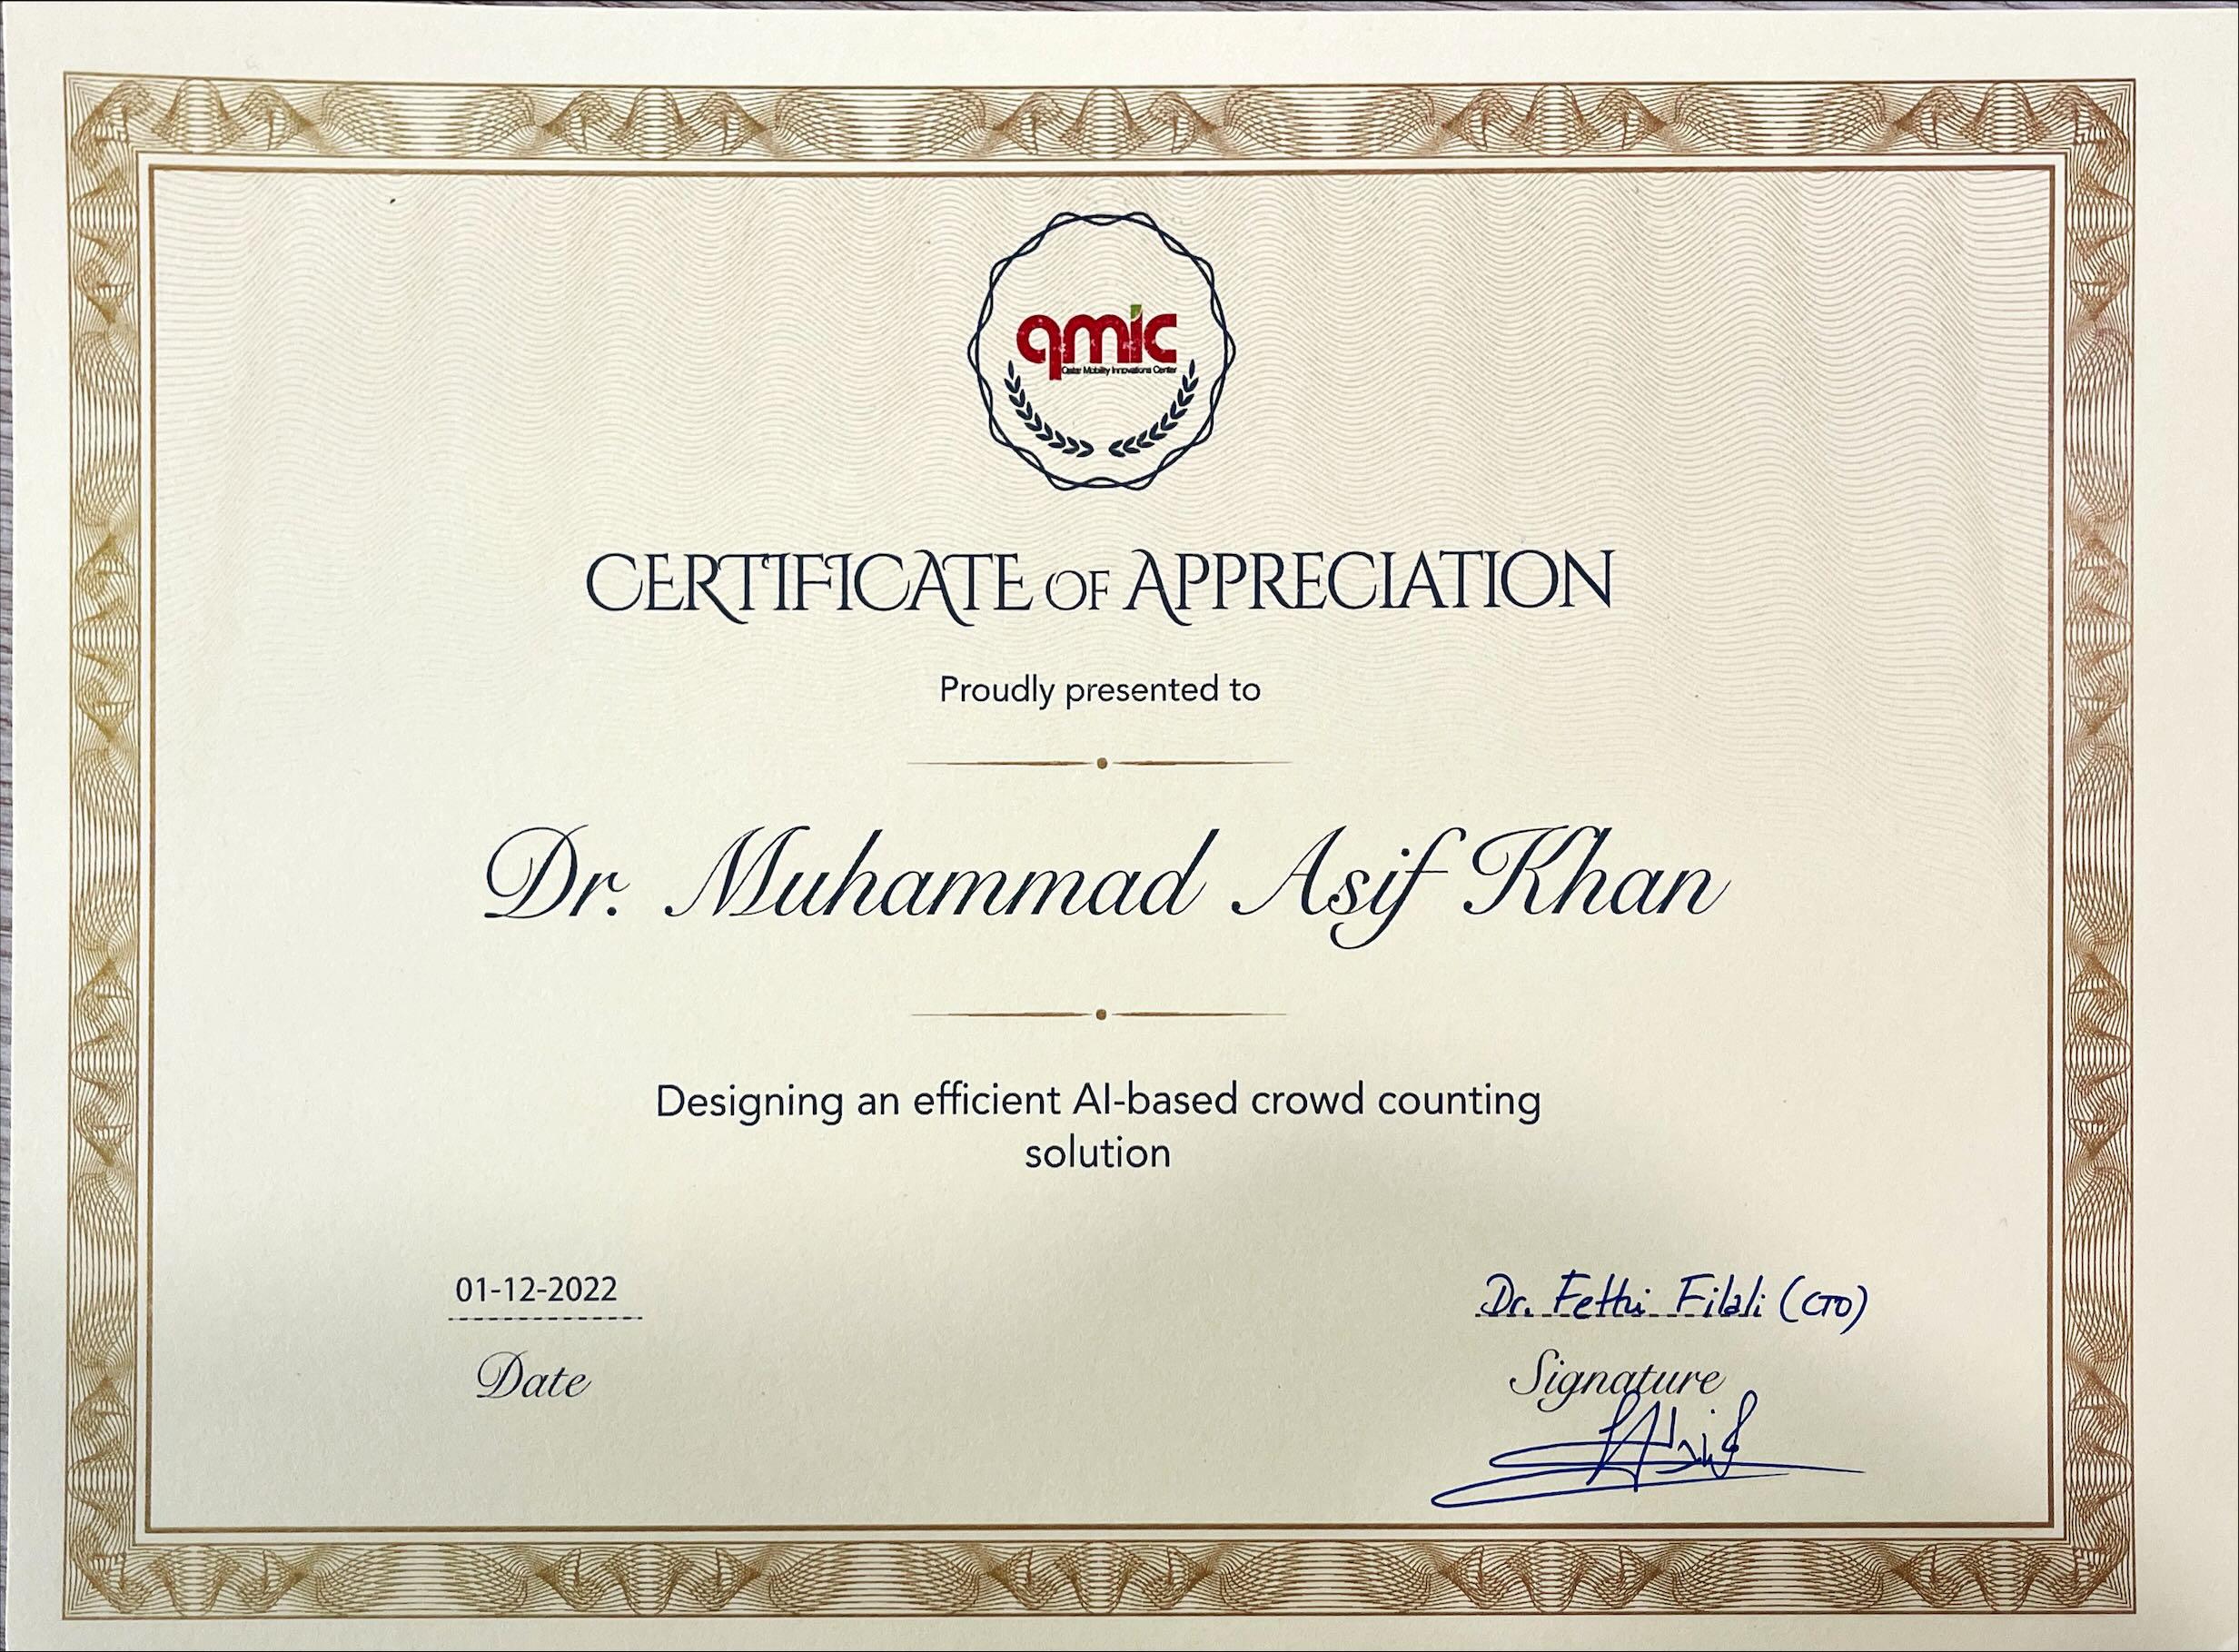 qmic
Qatar Mobility Innovations Center
CERTIFICATE OF APPRECIATION
Proudly presented to
Dr. Muhammad Asif Khan
Designing an efficient AI-based crowd counting
solution
01-12-2022
Date
Dr. Fethi Filali (CTO)
Signature